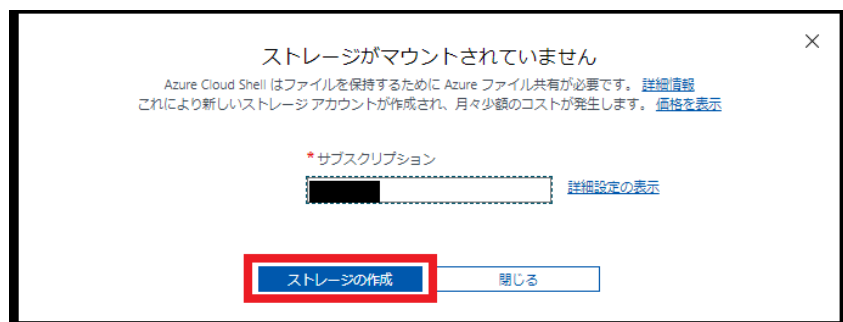 ストレージがマウントされていません
Azure Cloud Shell はファイルを保持するために Azure ファイル共有が必要です。 詳細情報
これにより新しいストレージ アカウントが作成され、月々少額のコストが発生します。 価格を表示
* サブスクリプション
詳細設定の表示
ストレージの作成
閉じる